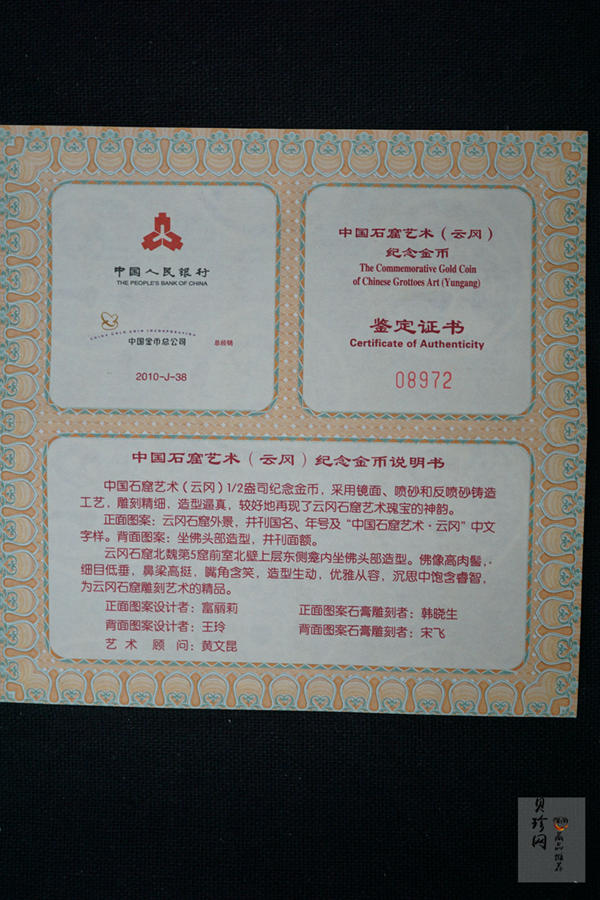 中国人民银行
THE PEOPLE'S BANK OF CHINA
CHINA GOLD COIN INCORPORATION
中国金币总公司 总经销
2010-J-38
中国石窟艺术（云冈）
纪念金币
The Commemorative Gold Coin
of Chinese Grottoes Art (Yungang)
鉴定证书
Certificate of Authenticity
08972
中国石窟艺术（云冈）纪念金币说明书
中国石窟艺术（云冈）1/2盎司纪念金币，采用镜面、喷砂和反喷砂铸造
工艺，雕刻精细，造型逼真，较好地再现了云冈石窟艺术瑰宝的神韵。
正面图案：云冈石窟外景，并刊国名、年号及“中国石窟艺术·云冈”中文
字样。背面图案：坐佛头部造型，并刊面额。
云冈石窟北魏第5窟前室北壁上层东侧龛内坐佛头部造型。佛像高肉髻，
细目低垂，鼻梁高挺，嘴角含笑，造型生动，优雅从容，沉思中饱含睿智，
为云冈石窟雕刻艺术的精品。
正面图案设计者：富丽莉 正面图案石膏雕刻者：韩晓生
背面图案设计者：王玲 背面图案石膏雕刻者：宋飞
艺术顾问：黄文昆
贝珍网